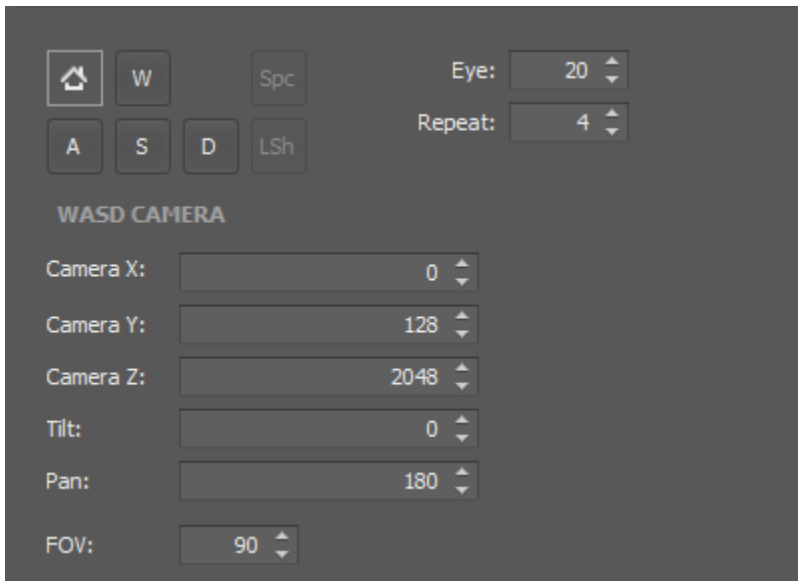 W Spc Eye: 20
A S D LSh Repeat: 4
WASD CAMERA
Camera X: 0
Camera Y: 128
Camera Z: 2048
Tilt: 0
Pan: 180
FOV: 90